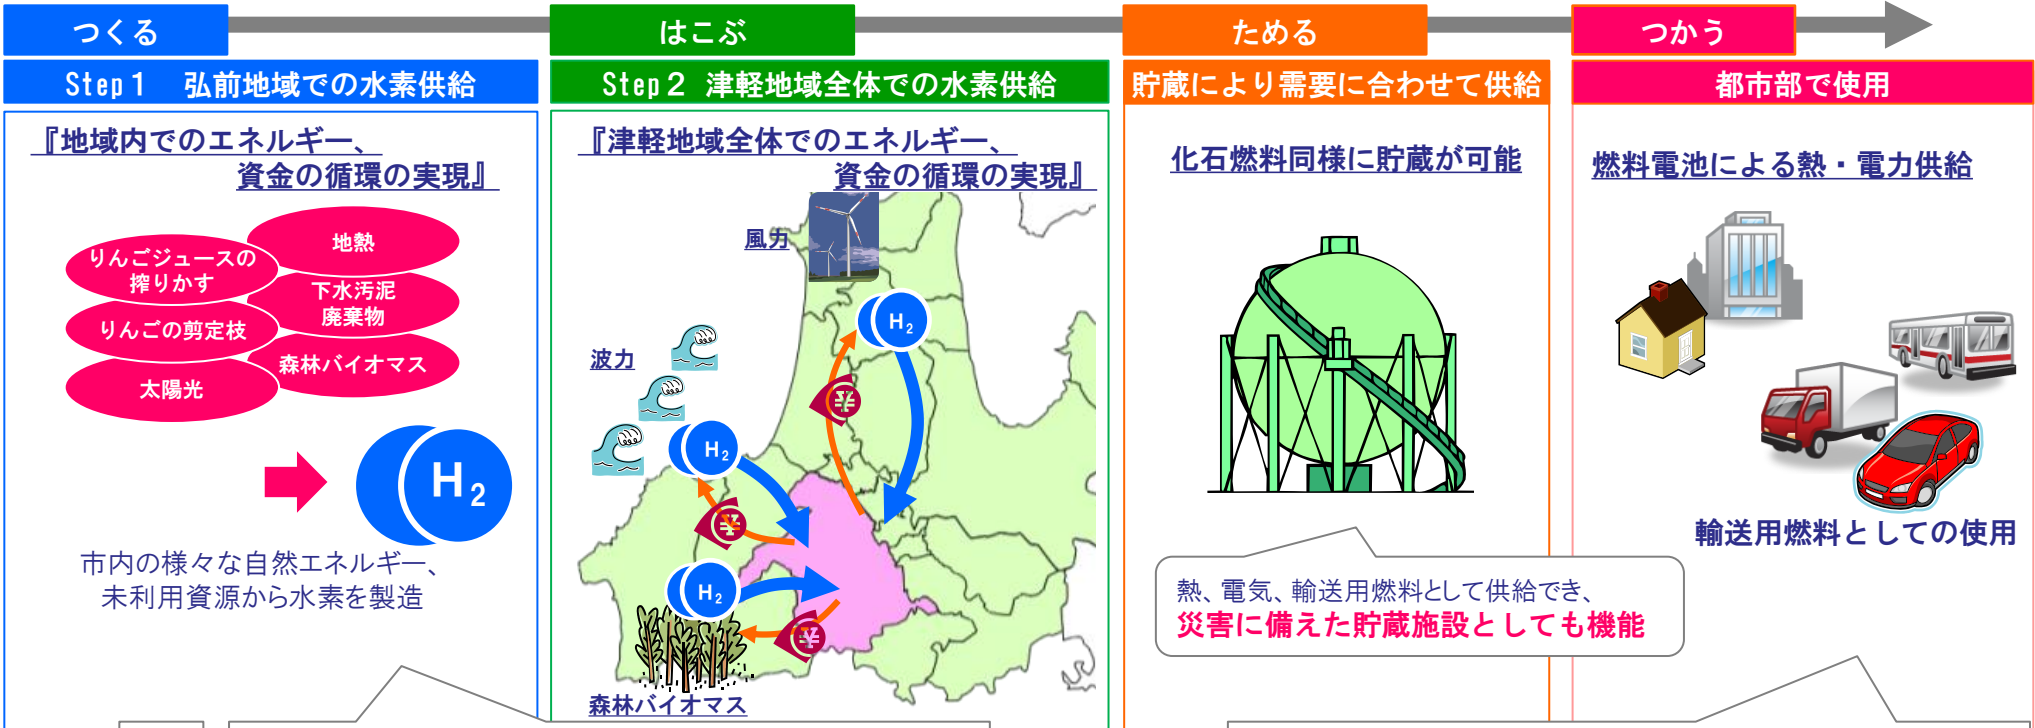 つくる
はこぶ
ためる
つかう
Step1 弘前地域での水素供給
『地域内でのエネルギー、
資金の循環の実現』
りんごジュースの
搾りかす
地熱
下水汚泥
廃棄物
りんごの剪定枝
森林バイオマス
太陽光
H2
市内の様々な自然エネルギー、
未利用資源から水素を製造
Step2 津軽地域全体での水素供給
『津軽地域全体でのエネルギー、
資金の循環の実現』
風力
H2
波力
¥
H2
¥
H2
¥
森林バイオマス
貯蔵により需要に合わせて供給
化石燃料同様に貯蔵が可能
熱、電気、輸送用燃料として供給でき、
災害に備えた貯蔵施設としても機能
都市部で使用
燃料電池による熱・電力供給
輸送用燃料としての使用